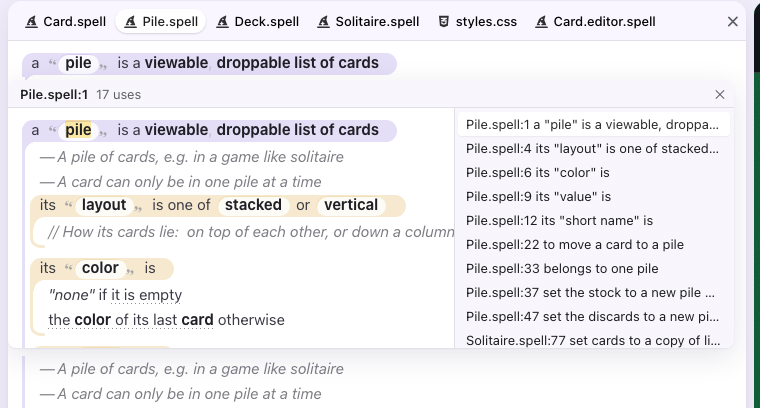 Card.spell Pile.spell Deck.spell Solitaire.spell styles.css Card.editor.spell
a “ pile „ is a viewable, droppable list of cards
Pile.spell:1 17 uses
a “ pile „ is a viewable, droppable list of cards
— A pile of cards, e.g. in a game like solitaire
— A card can only be in one pile at a time
its “ layout „ is one of stacked or vertical
// How its cards lie: on top of each other, or down a column
its “ color „ is
"none" if it is empty
the color of its last card otherwise
Pile.spell:1 a "pile" is a viewable, droppa...
Pile.spell:4 its "layout" is one of stacked...
Pile.spell:6 its "color" is
Pile.spell:9 its "value" is
Pile.spell:12 its "short name" is
Pile.spell:22 to move a card to a pile
Pile.spell:33 belongs to one pile
Pile.spell:37 set the stock to a new pile ...
Pile.spell:47 set the discards to a new pi...
Solitaire.spell:77 set cards to a copy of li...
— A pile of cards, e.g. in a game like solitaire
— A card can only be in one pile at a time